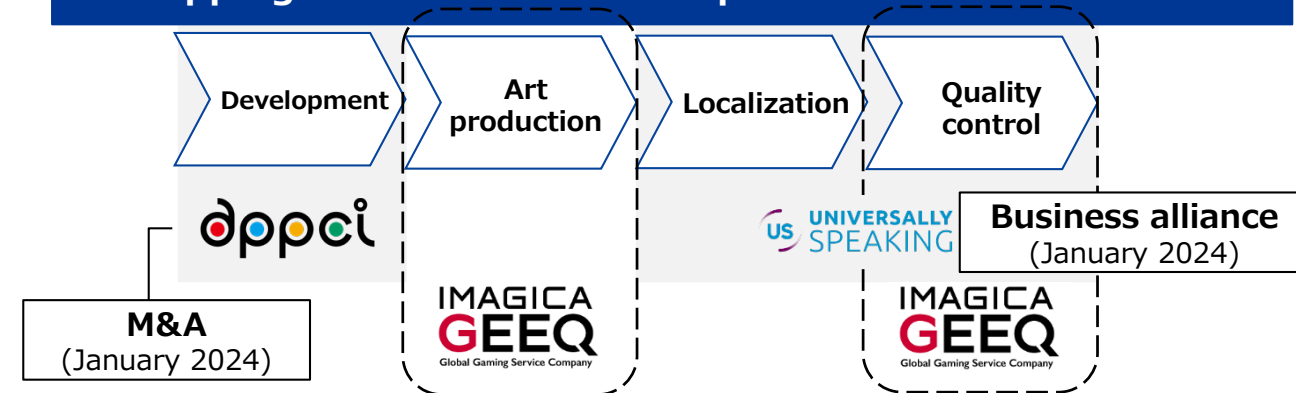 Development
Art
production
Localization
Quality
control
dppci
US UNIVERSALLY
SPEAKING
Business alliance
(January 2024)
M&A
(January 2024)
IMAGICA
GEEQ
Global Gaming Service Company
IMAGICA
GEEQ
Global Gaming Service Company